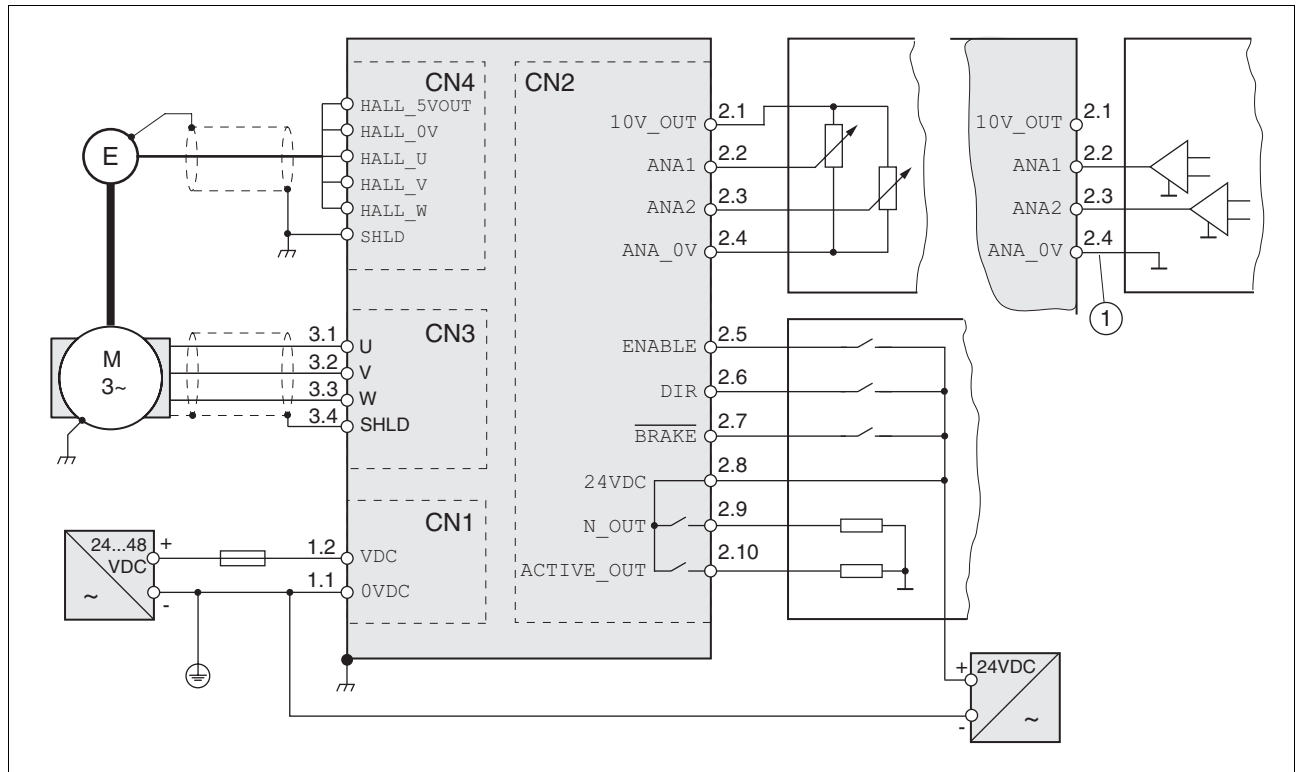 CN4
HALL_5VOUT
HALL_0V
HALL_U
HALL_V
HALL_W
SHLD
E
M
3~
CN3
3.1
U
3.2
V
3.3
W
3.4
SHLD
CN1
24...48
VDC
~
+
-
1.2
VDC
1.1
0VDC
CN2
10V_OUT
2.1
ANA1
2.2
ANA2
2.3
ANA_0V
2.4
ENABLE
2.5
DIR
2.6
BRAKE
2.7
24VDC
2.8
N_OUT
2.9
ACTIVE_OUT
2.10
10V_OUT
2.1
ANA1
2.2
ANA2
2.3
ANA_0V
2.4
1
+
24VDC
-
~